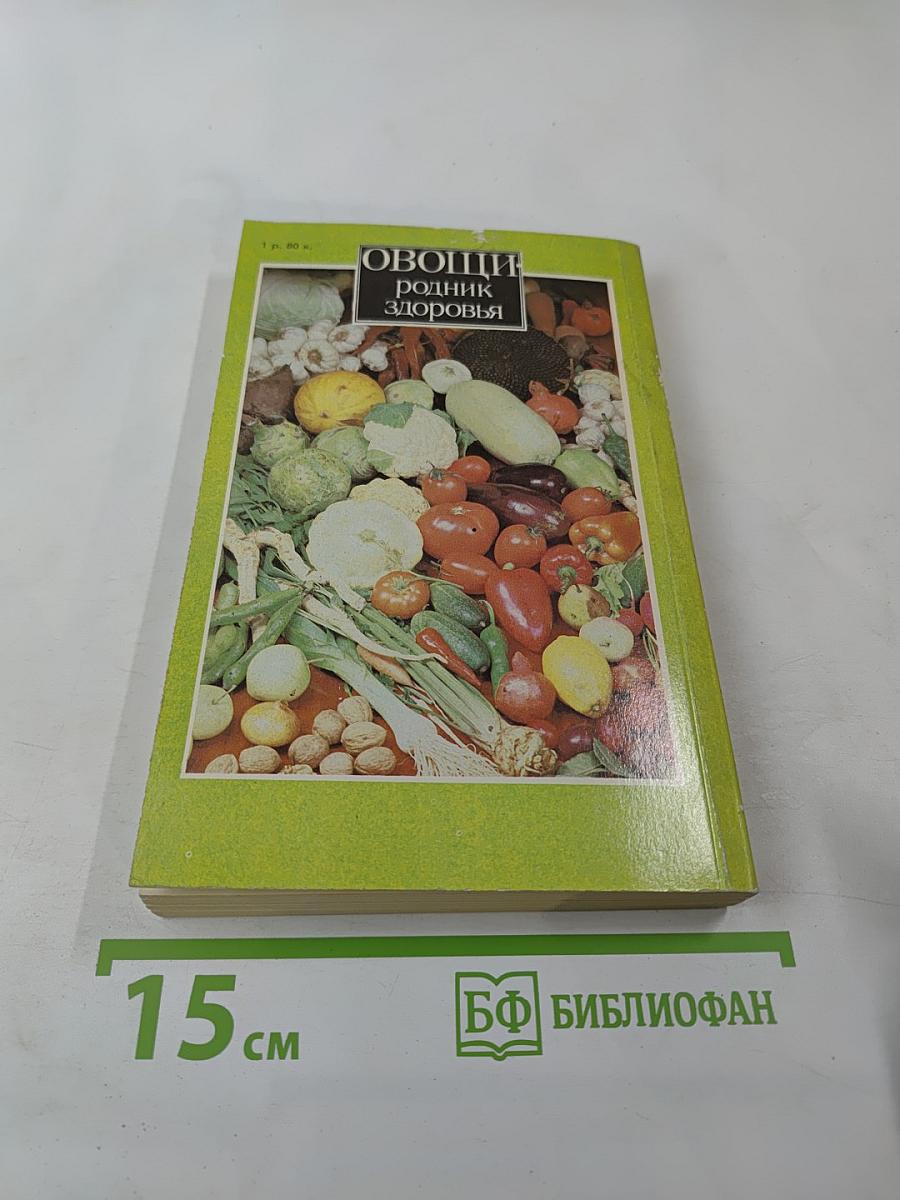 1 р. 80 к.
ОВОЩИ-
родник
здоровья
15 см
БФ БИБЛИОФАН